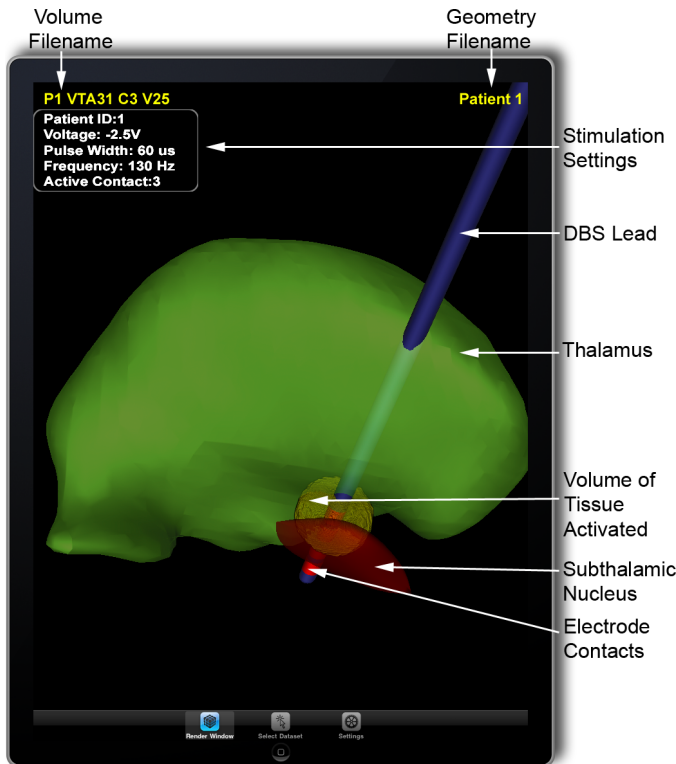 Volume
Filename
Geometry
Filename
P1 VTA31 C3 V25
Patient 1
Patient ID:1
Voltage: -2.5V
Pulse Width: 60 us
Frequency: 130 Hz
Active Contact:3
Stimulation
Settings
DBS Lead
Thalamus
Volume of
Tissue
Activated
Subthalamic
Nucleus
Electrode
Contacts
Render Window
Select Dataset
Settings